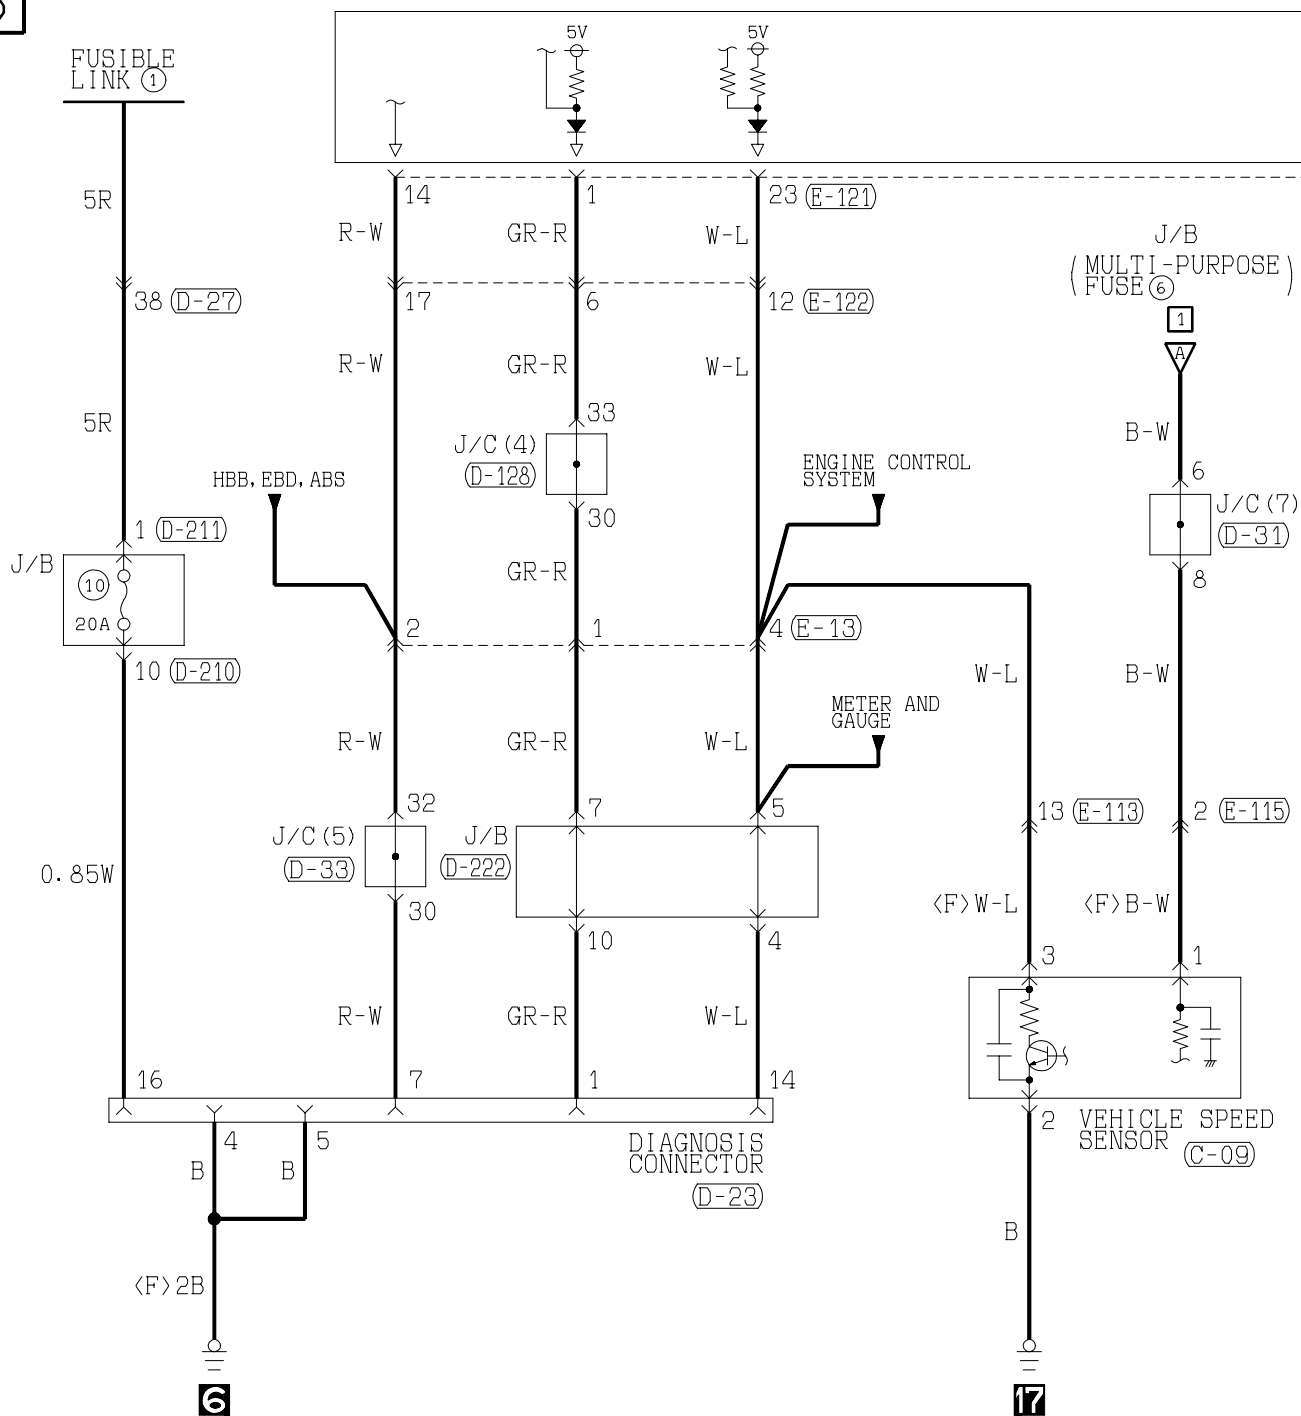 5V 5V
FUSIBLE
LINK 1
14 1 23 E-121
5R R-W GR-R W-L
J/B
(MULTI-PURPOSE)
FUSE 6
38 D-27 17 6 12 E-122
1
A
R-W GR-R W-L
5R
33
B-W
J/C(4)
D-128
ENGINE CONTROL
SYSTEM
HBB, EBD, ABS
6
J/C(7)
D-31
30
1 D-211
J/B
GR-R
8
10
20A
2 1 4 E-13
10 D-210
W-L B-W
METER AND
GAUGE
R-W GR-R W-L
32 7 5
13 E-113 2 E-115
J/C(5)
D-33
J/B
D-222
0.85W
30
<F>W-L <F>B-W
10 4
3 1
R-W GR-R W-L
16 7 1 14
4 5
2
VEHICLE SPEED
SENSOR C-09
DIAGNOSIS
CONNECTOR
D-23
B B
B
<F>2B
6 17